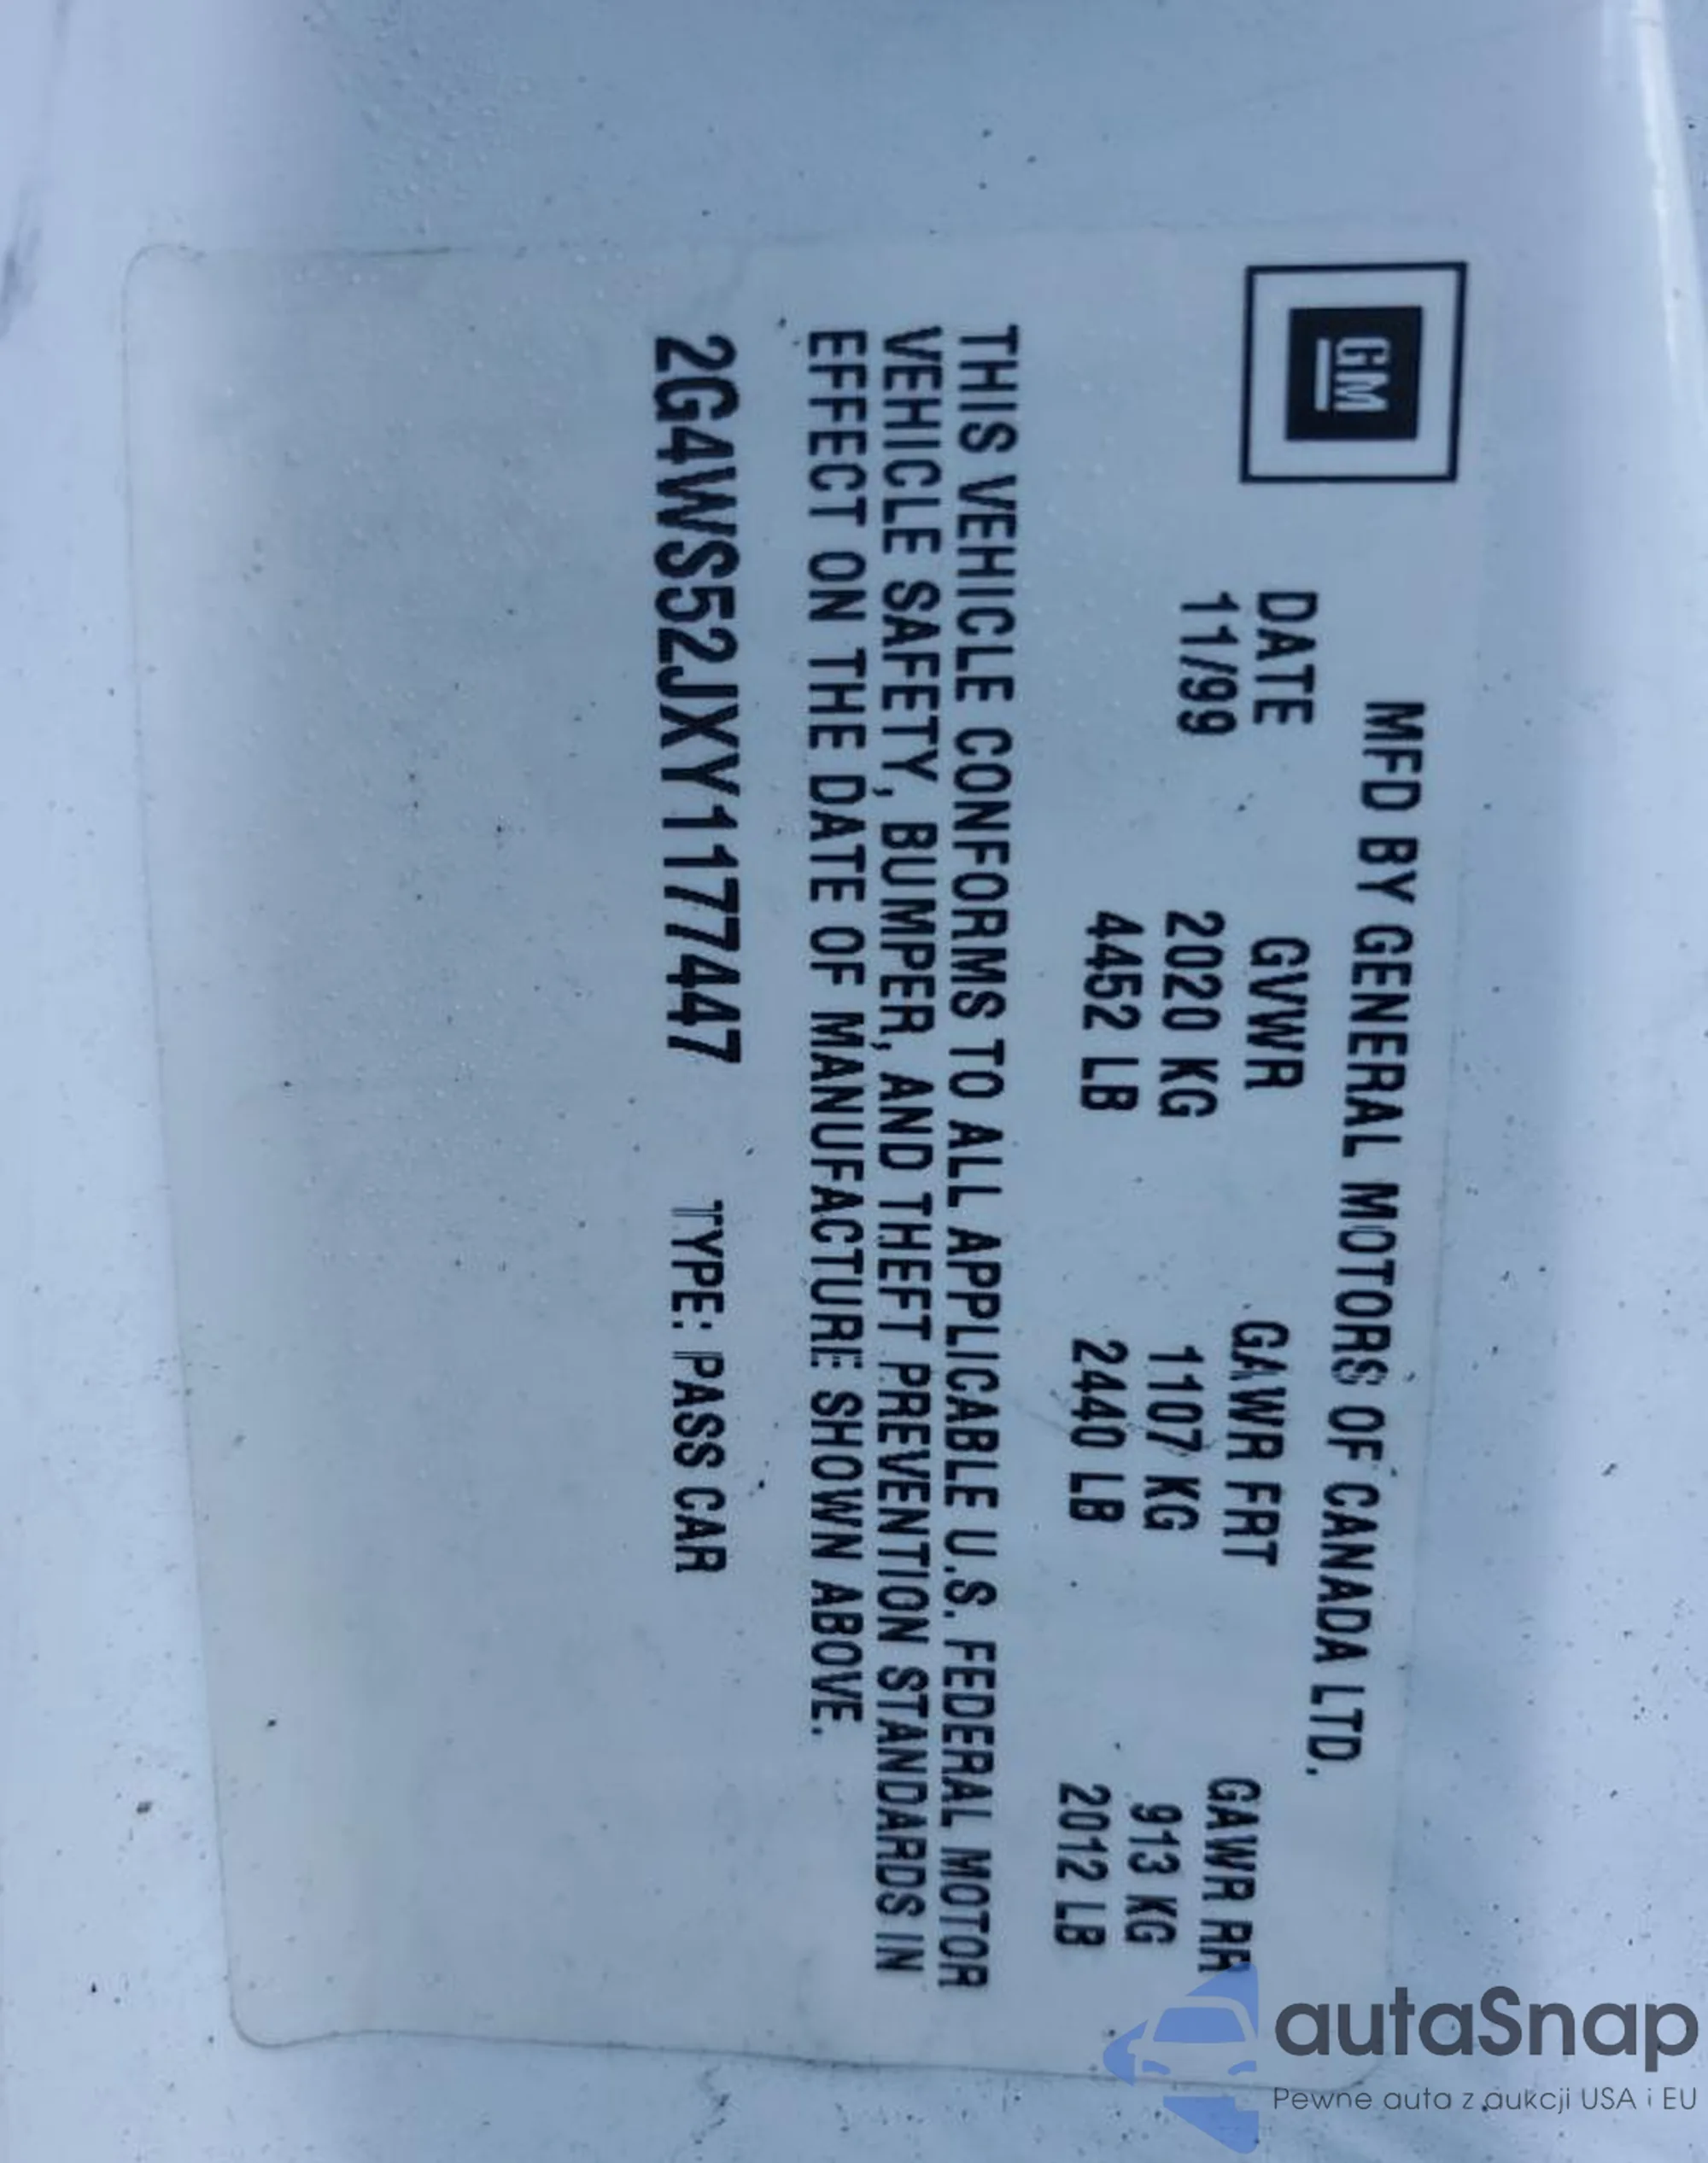 GM
MFD BY GENERAL MOTORS OF CANADA LTD.
DATE GVWR GAWR FRT GAWR RR
11/99 2020 KG 1107 KG 913 KG
4452 LB 2440 LB 2012 LB
THIS VEHICLE CONFORMS TO ALL APPLICABLE U.S. FEDERAL MOTOR
VEHICLE SAFETY, BUMPER, AND THEFT PREVENTION STANDARDS IN
EFFECT ON THE DATE OF MANUFACTURE SHOWN ABOVE.
2G4WS52JXY1177447 TYPE: PASS CAR
autaSnap
Pewne auta z aukcji USA i EU